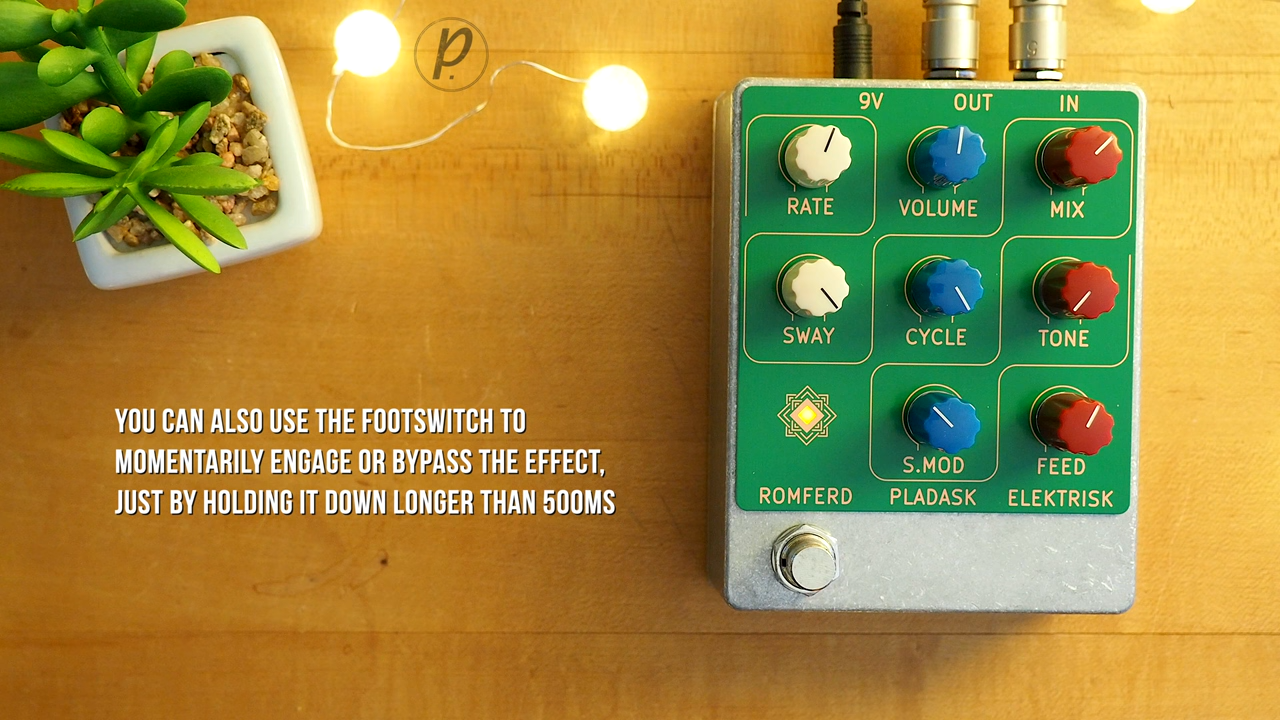 p.
9V OUT IN
RATE VOLUME MIX
SWAY CYCLE TONE
S.MOD FEED
ROMFERD PLADASK ELEKTRISK
YOU CAN ALSO USE THE FOOTSWITCH TO
MOMENTARILY ENGAGE OR BYPASS THE EFFECT,
JUST BY HOLDING IT DOWN LONGER THAN 500MS